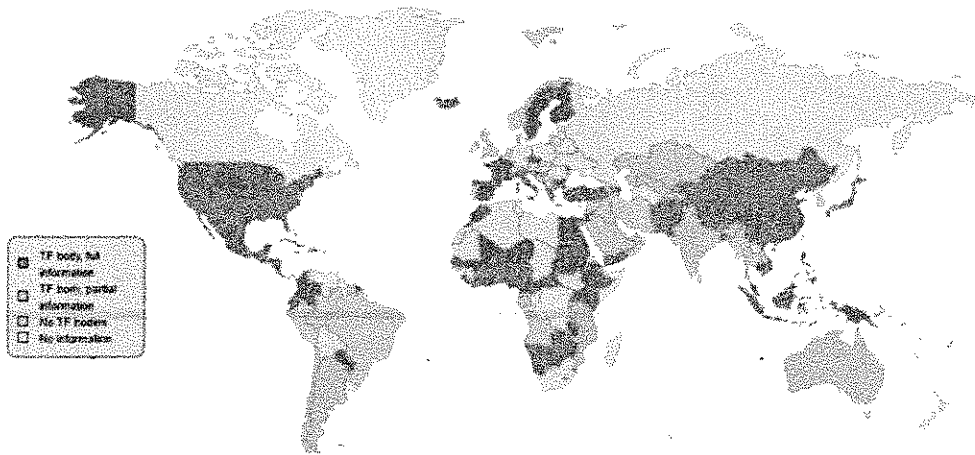 TF body, full
information
TF body, partial
information
No TF bodies
No information